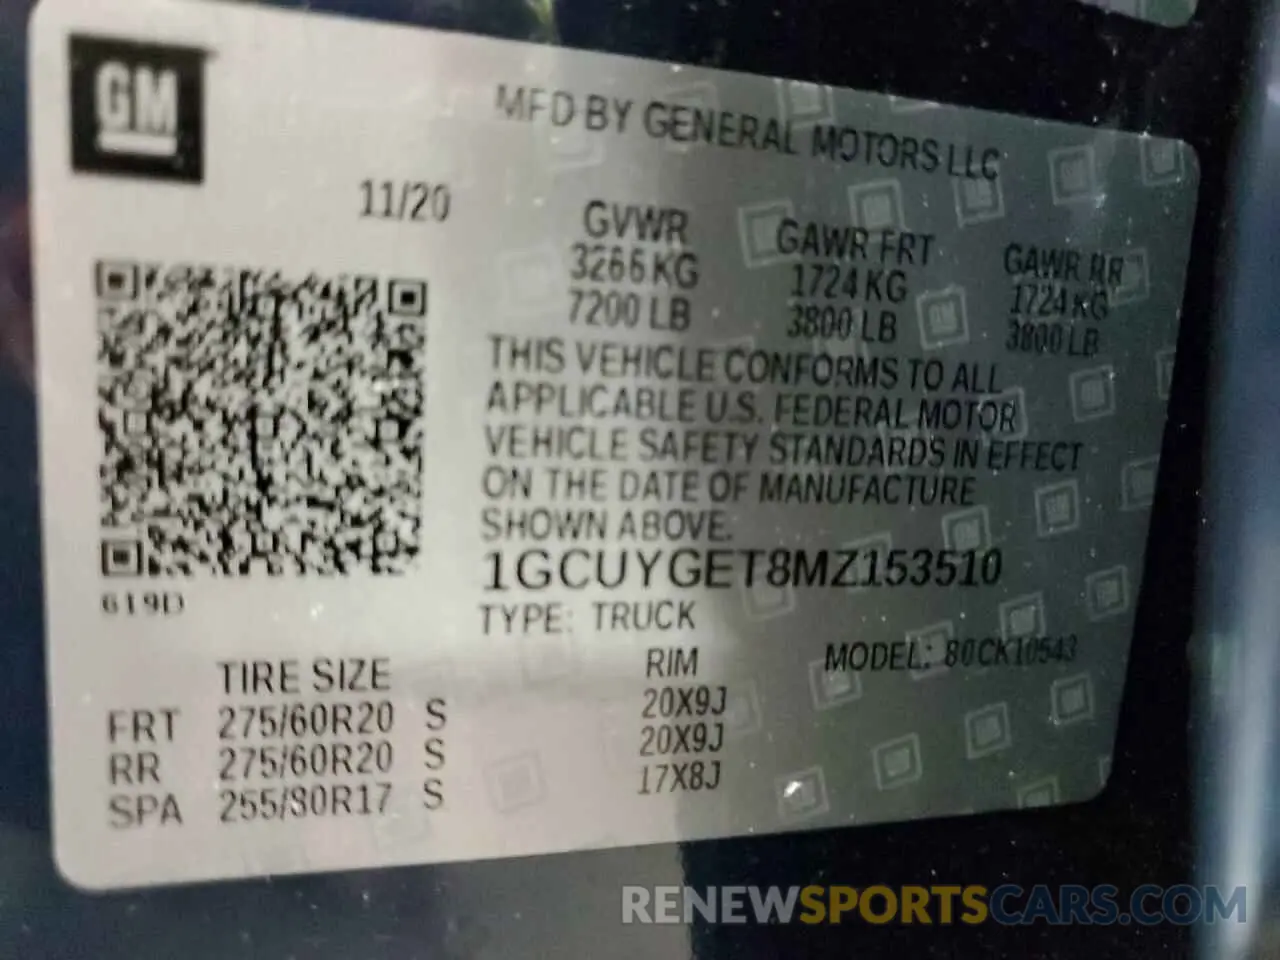 GM
MFD BY GENERAL MOTORS LLC
11/20
GVWR GAWR FRT GAWR RR
3266 KG 1724 KG 1724 KG
7200 LB 3800 LB 3800 LB
THIS VEHICLE CONFORMS TO ALL
APPLICABLE U.S. FEDERAL MOTOR
VEHICLE SAFETY STANDARDS IN EFFECT
ON THE DATE OF MANUFACTURE
SHOWN ABOVE.
1GCUYGET8MZ153510
619D
TYPE: TRUCK
MODEL: 80CK10543
TIRE SIZE RIM
FRT 275/60R20 S 20X9J
RR 275/60R20 S 20X9J
SPA 255/80R17 S 17X8J
RENEWSPORTSCARS.COM